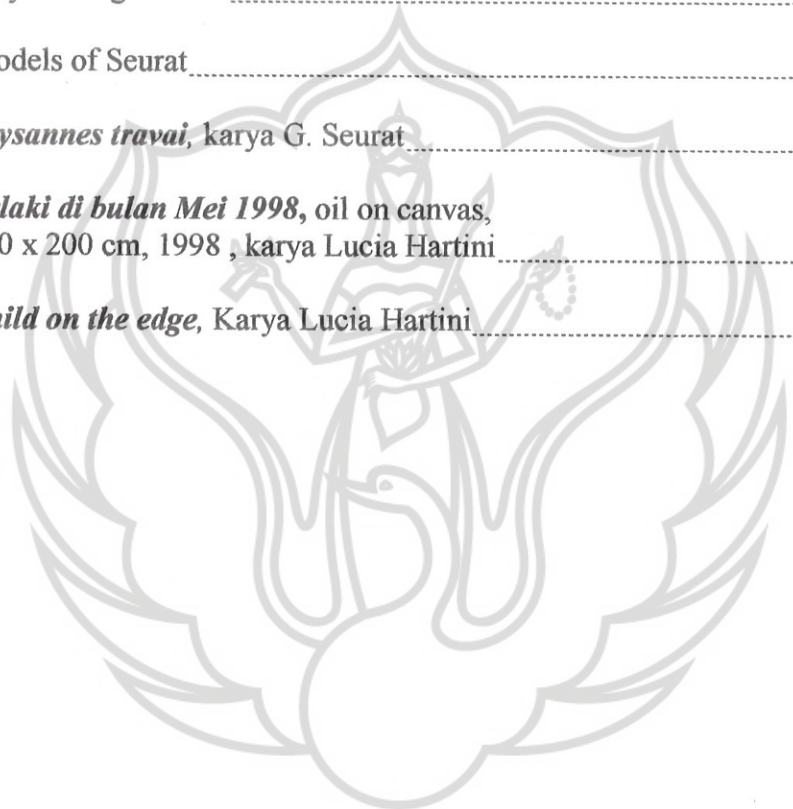 odels of Seurat
ysannes travai, karya G. Seurat
laki di bulan Mei 1998, oil on canvas,
0 x 200 cm, 1998 , karya Lucia Hartini
ild on the edge, Karya Lucia Hartini